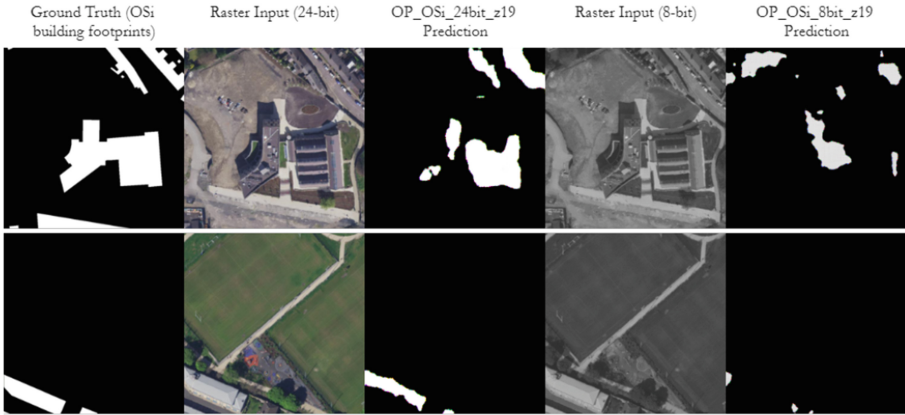 Ground Truth (OSi
building footprints)
Raster Input (24-bit)
OP_OSi_24bit_z19
Prediction
Raster Input (8-bit)
OP_OSi_8bit_z19
Prediction